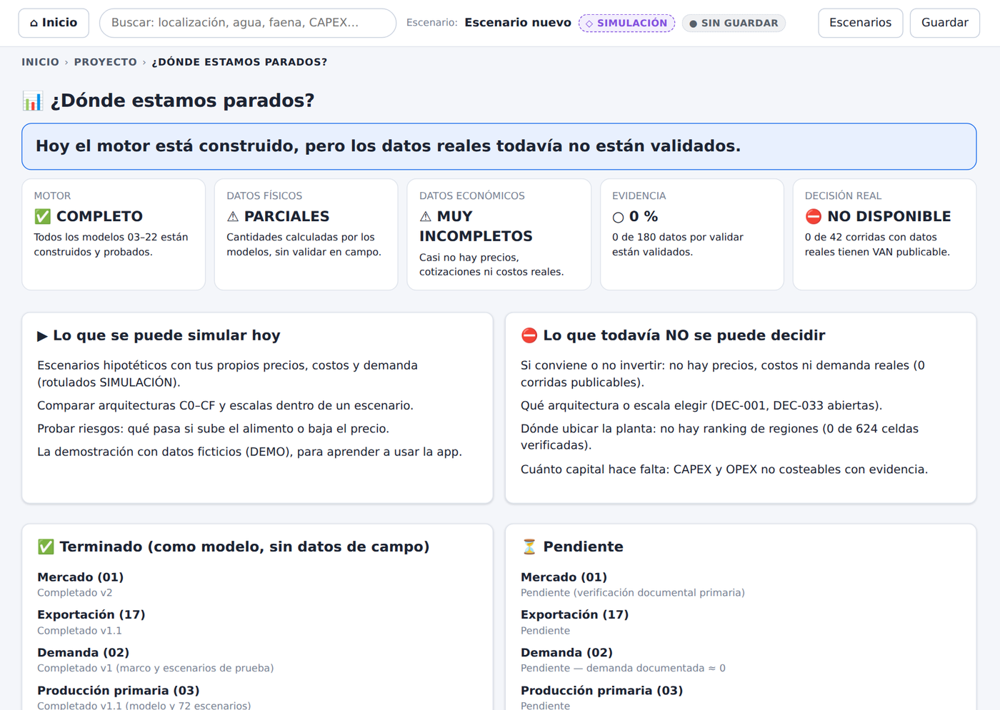 ⌂ Inicio
Buscar: localización, agua, faena, CAPEX...
Escenario: Escenario nuevo ◇ SIMULACIÓN ● SIN GUARDAR
Escenarios
Guardar
INICIO › PROYECTO › ¿DÓNDE ESTAMOS PARADOS?
📊 ¿Dónde estamos parados?
Hoy el motor está construido, pero los datos reales todavía no están validados.
MOTOR
✅ COMPLETO
Todos los modelos 03–22 están
construidos y probados.
DATOS FÍSICOS
⚠ PARCIALES
Cantidades calculadas por los
modelos, sin validar en campo.
DATOS ECONÓMICOS
⚠ MUY
INCOMPLETOS
Casi no hay precios,
cotizaciones ni costos reales.
EVIDENCIA
○ 0 %
0 de 180 datos por validar
están validados.
DECISIÓN REAL
⛔ NO DISPONIBLE
0 de 42 corridas con datos
reales tienen VAN publicable.
▶ Lo que se puede simular hoy
Escenarios hipotéticos con tus propios precios, costos y demanda
(rotulados SIMULACIÓN).
Comparar arquitecturas C0–CF y escalas dentro de un escenario.
Probar riesgos: qué pasa si sube el alimento o baja el precio.
La demostración con datos ficticios (DEMO), para aprender a usar la app.
⛔ Lo que todavía NO se puede decidir
Si conviene o no invertir: no hay precios, costos ni demanda reales (0
corridas publicables).
Qué arquitectura o escala elegir (DEC-001, DEC-033 abiertas).
Dónde ubicar la planta: no hay ranking de regiones (0 de 624 celdas
verificadas).
Cuánto capital hace falta: CAPEX y OPEX no costeables con evidencia.
✅ Terminado (como modelo, sin datos de campo)
Mercado (01)
Completado v2
Exportación (17)
Completado v1.1
Demanda (02)
Completado v1 (marco y escenarios de prueba)
Producción primaria (03)
Completado v1.1 (modelo y 72 escenarios)
⏳ Pendiente
Mercado (01)
Pendiente (verificación documental primaria)
Exportación (17)
Pendiente
Demanda (02)
Pendiente — demanda documentada ≈ 0
Producción primaria (03)
Pendiente